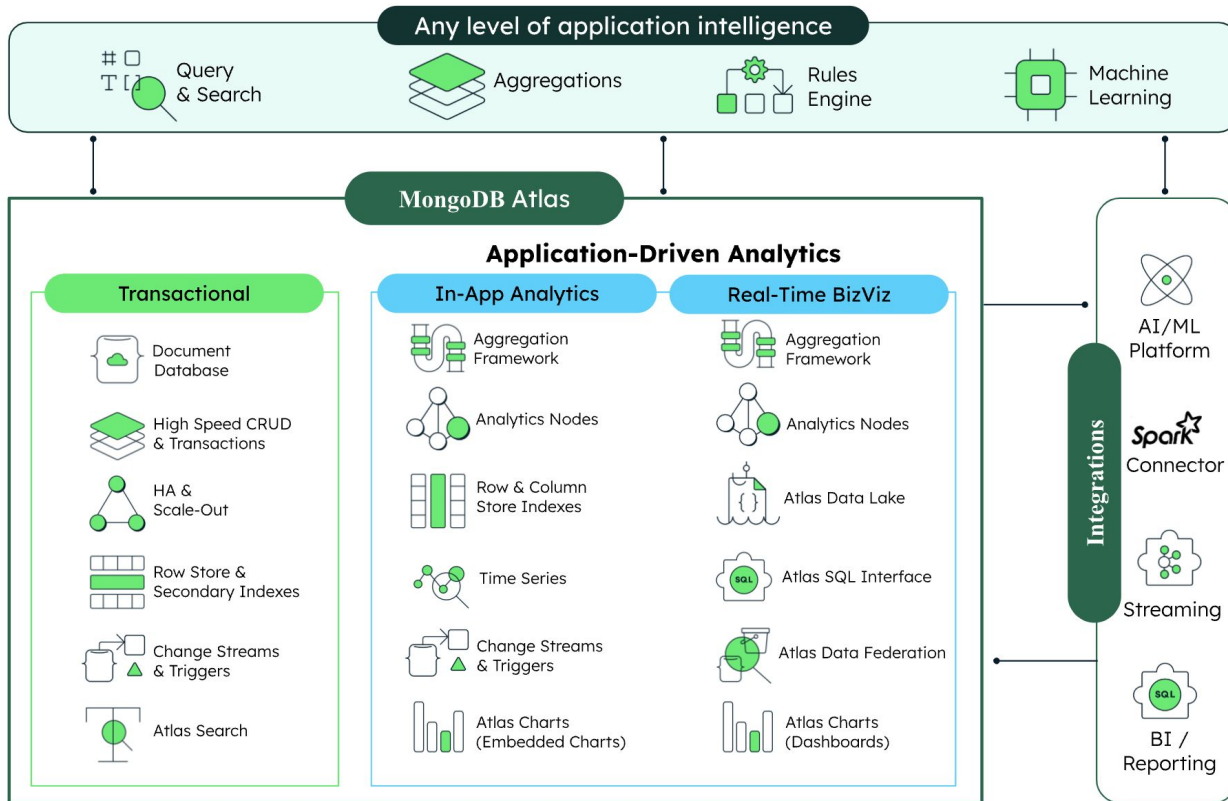 Any level of application intelligence
# T []
Query
& Search
Aggregations
Rules
Engine
Machine
Learning
MongoDB Atlas
Application-Driven Analytics
Transactional
Document
Database
High Speed CRUD
& Transactions
HA &
Scale-Out
Row Store &
Secondary Indexes
Change Streams
& Triggers
Atlas Search
In-App Analytics
Aggregation
Framework
Analytics Nodes
Row & Column
Store Indexes
Time Series
Change Streams
& Triggers
Atlas Charts
(Embedded Charts)
Real-Time BizViz
Aggregation
Framework
Analytics Nodes
{ }
Atlas Data Lake
SQL
Atlas SQL Interface
Atlas Data Federation
Atlas Charts
(Dashboards)
Integrations
AI/ML
Platform
Spark
Connector
Streaming
SQL
BI /
Reporting